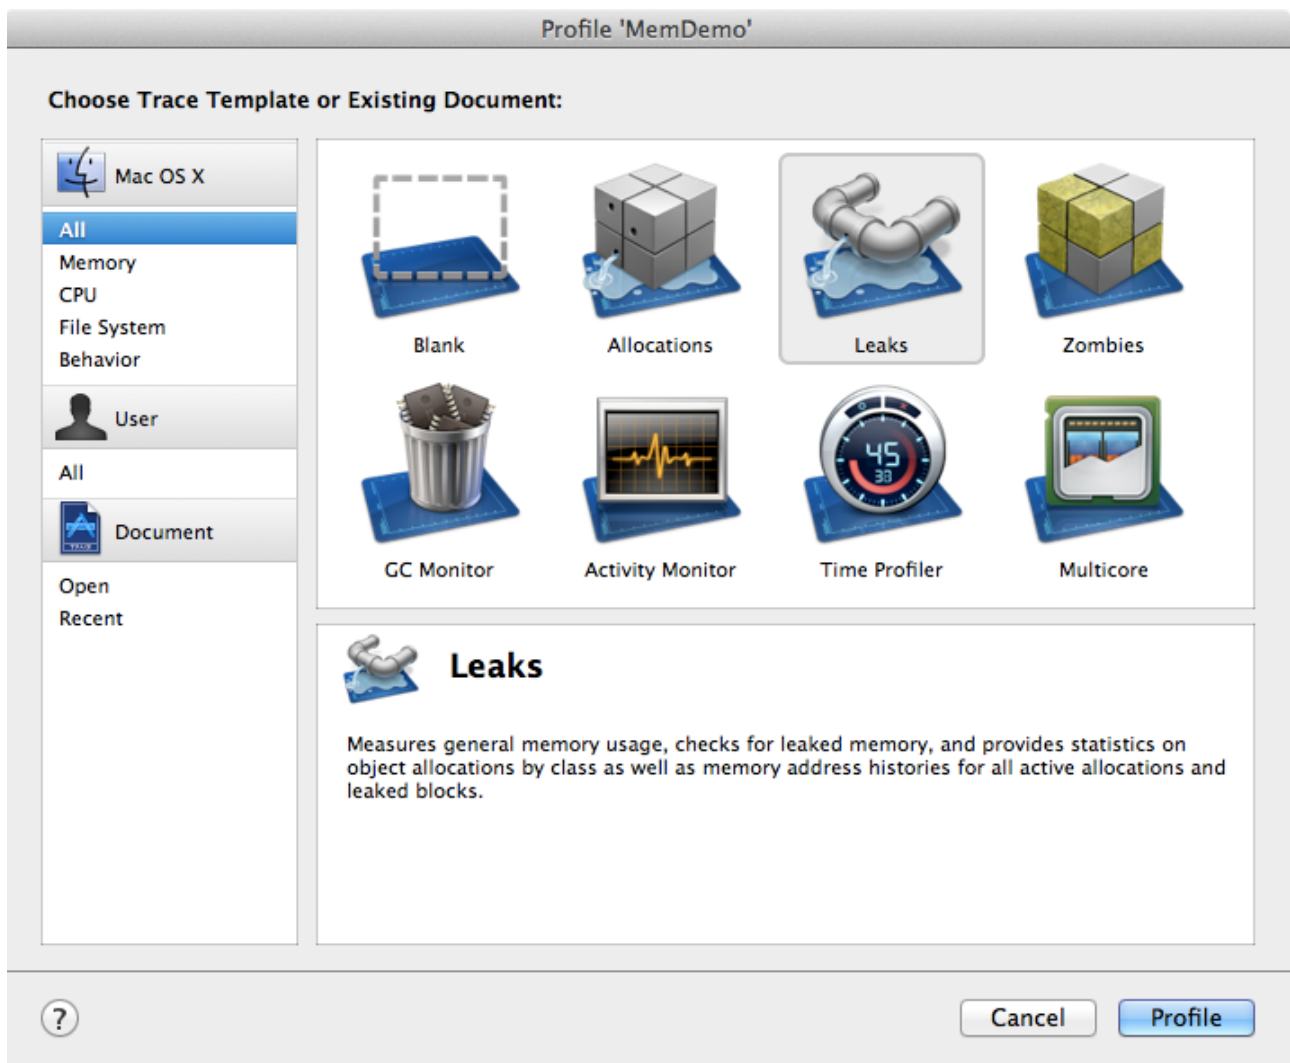 Profile 'MemDemo'
Choose Trace Template or Existing Document:
Mac OS X
All
Memory
CPU
File System
Behavior
User
All
Document
Open
Recent
Blank
Allocations
Leaks
Zombies
45
38
GC Monitor
Activity Monitor
Time Profiler
Multicore
Leaks
Measures general memory usage, checks for leaked memory, and provides statistics on
object allocations by class as well as memory address histories for all active allocations and
leaked blocks.
?
Cancel
Profile